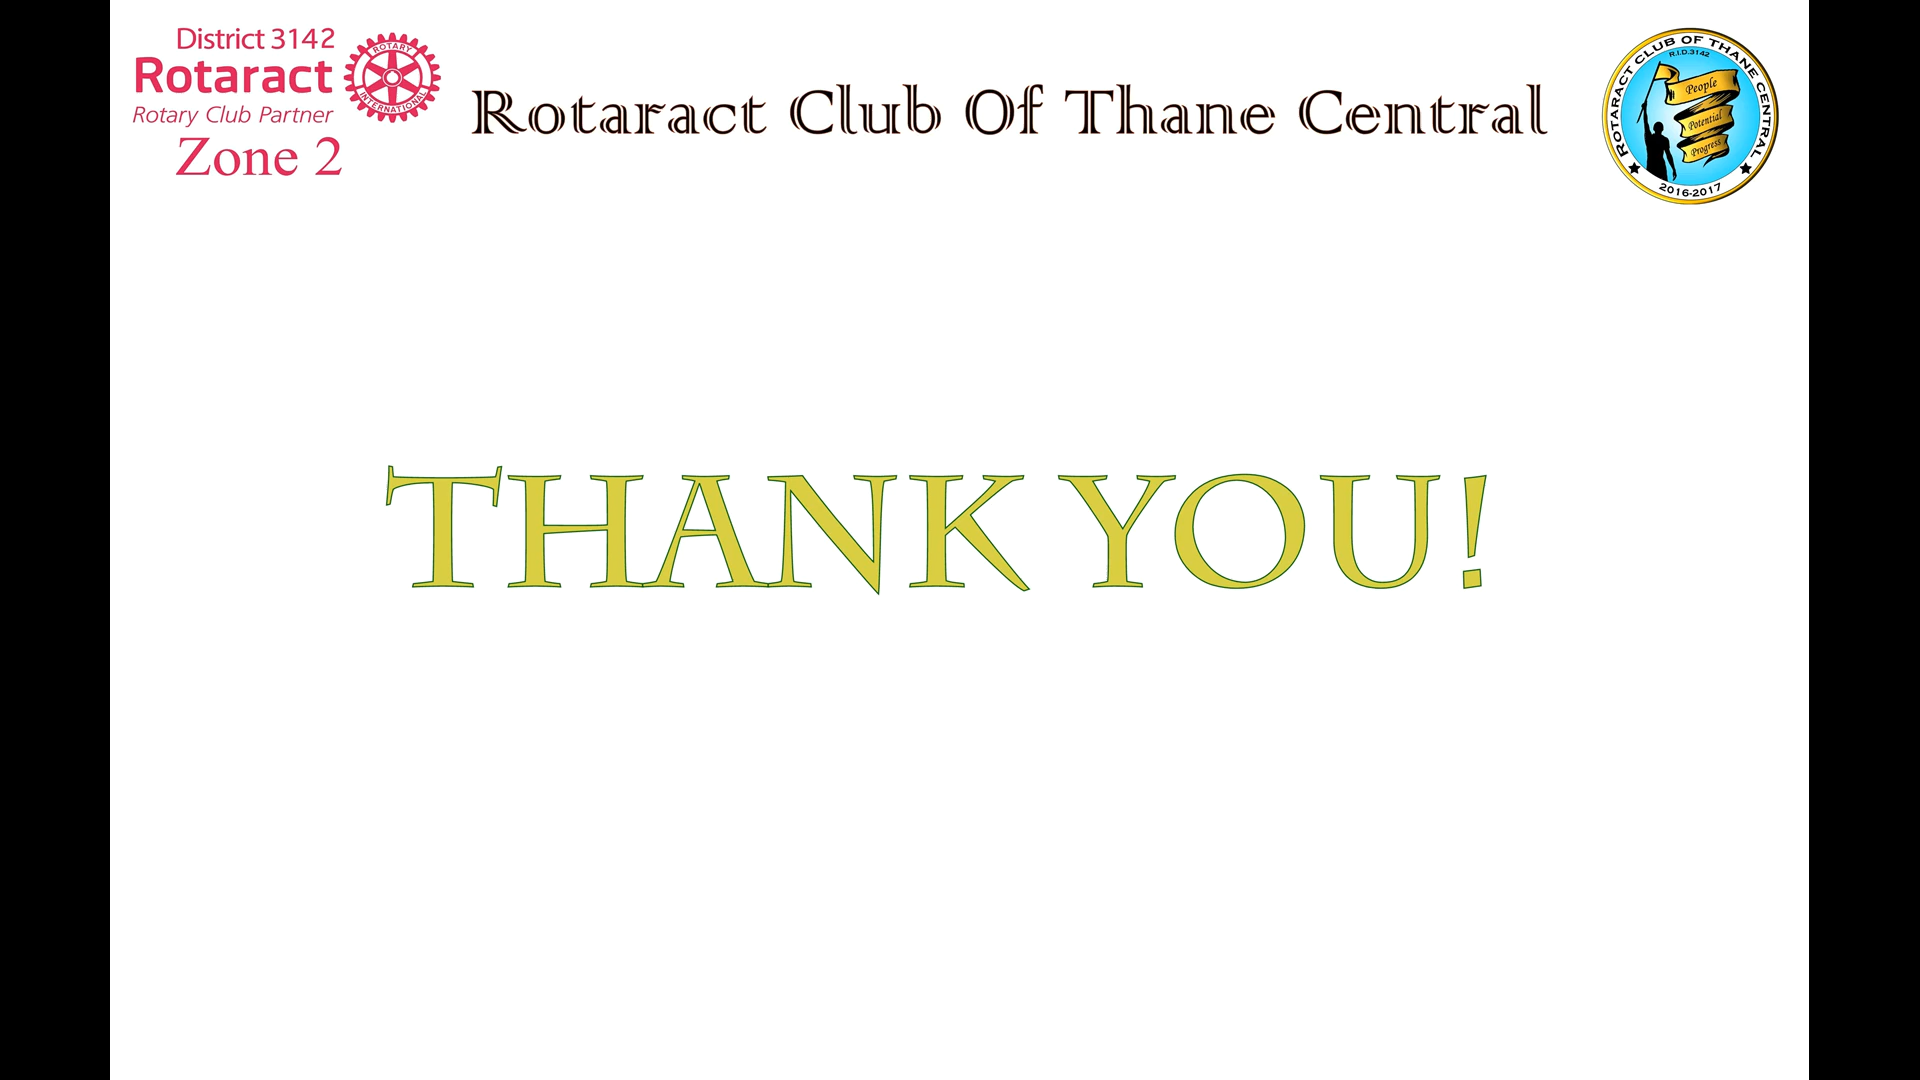 District 3142
Rotaract
Rotary Club Partner
Zone 2
ROTARY
INTERNATIONAL
Rotaract Club Of Thane Central
ROTARACT CLUB OF THANE CENTRAL
R.I.D.3142
People
Potential
Progress
2016-2017
THANK YOU!